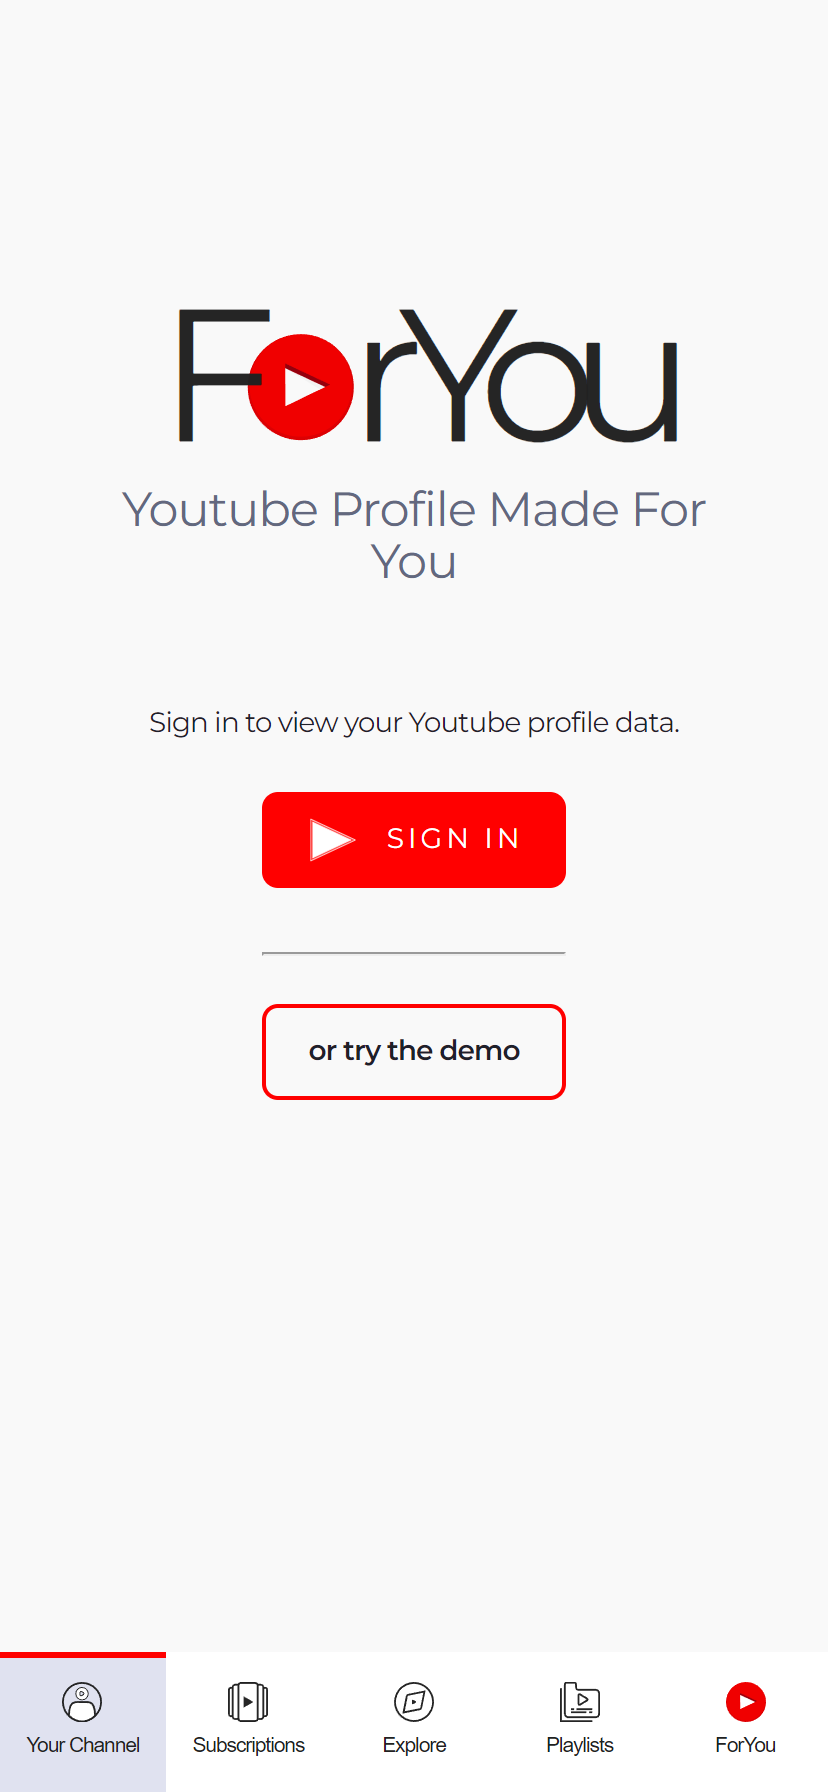 ForYou
Youtube Profile Made For
You
Sign in to view your Youtube profile data.
SIGN IN
or try the demo
Your Channel
Subscriptions
Explore
Playlists
ForYou